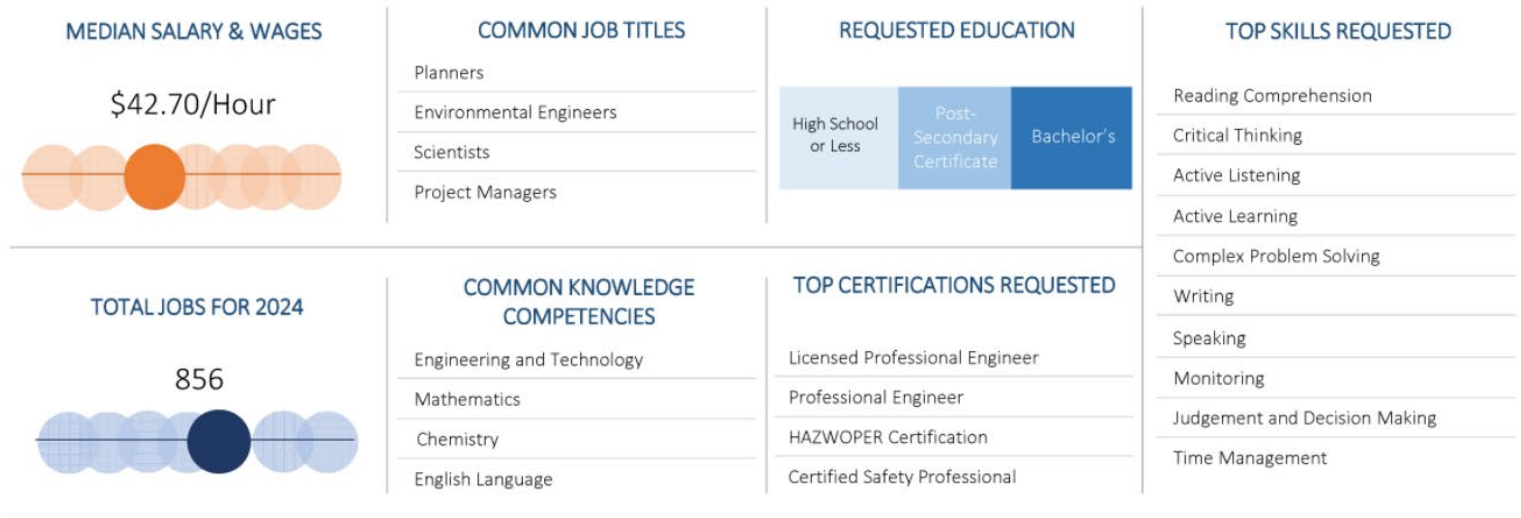 MEDIAN SALARY & WAGES
$42.70/Hour
COMMON JOB TITLES
Planners
Environmental Engineers
Scientists
Project Managers
REQUESTED EDUCATION
High School
or Less
Post-
Secondary
Certificate
Bachelor's
TOP SKILLS REQUESTED
Reading Comprehension
Critical Thinking
Active Listening
Active Learning
Complex Problem Solving
Writing
Speaking
Monitoring
Judgement and Decision Making
Time Management
TOTAL JOBS FOR 2024
856
COMMON KNOWLEDGE
COMPETENCIES
Engineering and Technology
Mathematics
Chemistry
English Language
TOP CERTIFICATIONS REQUESTED
Licensed Professional Engineer
Professional Engineer
HAZWOPER Certification
Certified Safety Professional